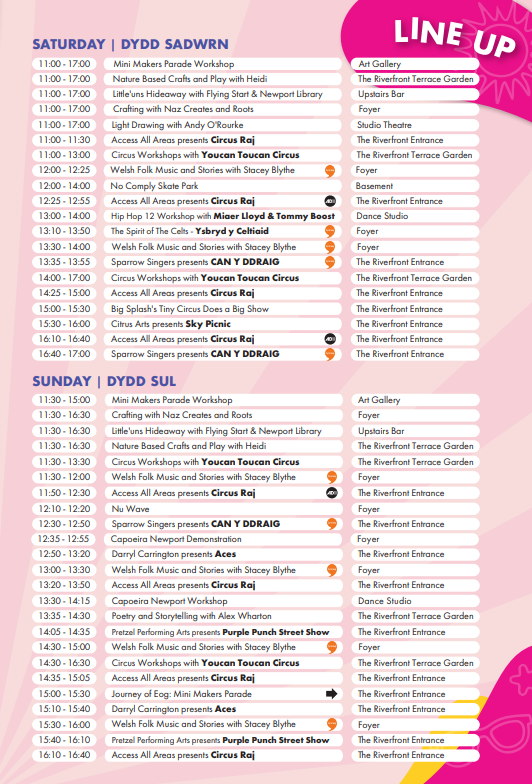 LINE UP
SATURDAY | DYDD SADWRN
11:00 - 17:00 Mini Makers Parade Workshop Art Gallery
11:00 - 17:00 Nature Based Crafts and Play with Heidi The Riverfront Terrace Garden
11:00 - 17:00 Little'uns Hideaway with Flying Start & Newport Library Upstairs Bar
11:00 - 17:00 Crafting with Naz Creates and Roots Foyer
11:00 - 17:00 Light Drawing with Andy O'Rourke Studio Theatre
11:00 - 11:30 Access All Areas presents Circus Raj The Riverfront Entrance
11:00 - 13:00 Circus Workshops with Youcan Toucan Circus The Riverfront Terrace Garden
12:00 - 12:25 Welsh Folk Music and Stories with Stacey Blythe Foyer
12:00 - 14:00 No Comply Skate Park Basement
12:25 - 12:55 Access All Areas presents Circus Raj The Riverfront Entrance
13:00 - 14:00 Hip Hop 12 Workshop with Miaer Lloyd & Tommy Boost Dance Studio
13:10 - 13:50 The Spirit of The Celts - Ysbryd y Celtiaid Foyer
13:30 - 14:00 Welsh Folk Music and Stories with Stacey Blythe Foyer
13:35 - 13:55 Sparrow Singers presents CAN Y DDRAIG The Riverfront Entrance
14:00 - 17:00 Circus Workshops with Youcan Toucan Circus The Riverfront Terrace Garden
14:25 - 15:00 Access All Areas presents Circus Raj The Riverfront Entrance
15:00 - 15:30 Big Splash's Tiny Circus Does a Big Show The Riverfront Entrance
15:30 - 16:00 Citrus Arts presents Sky Picnic The Riverfront Entrance
16:10 - 16:40 Access All Areas presents Circus Raj The Riverfront Entrance
16:40 - 17:00 Sparrow Singers presents CAN Y DDRAIG The Riverfront Entrance
SUNDAY | DYDD SUL
11:30 - 15:00 Mini Makers Parade Workshop Art Gallery
11:30 - 16:30 Crafting with Naz Creates and Roots Foyer
11:30 - 16:30 Little'uns Hideaway with Flying Start & Newport Library Upstairs Bar
11:30 - 16:30 Nature Based Crafts and Play with Heidi The Riverfront Terrace Garden
11:30 - 13:30 Circus Workshops with Youcan Toucan Circus The Riverfront Terrace Garden
11:30 - 12:00 Welsh Folk Music and Stories with Stacey Blythe Foyer
11:50 - 12:30 Access All Areas presents Circus Raj The Riverfront Entrance
12:10 - 12:20 Nu Wave Foyer
12:30 - 12:50 Sparrow Singers presents CAN Y DDRAIG The Riverfront Entrance
12:35 - 12:55 Capoeira Newport Demonstration Foyer
12:50 - 13:20 Darryl Carrington presents Aces The Riverfront Entrance
13:00 - 13:30 Welsh Folk Music and Stories with Stacey Blythe Foyer
13:20 - 13:50 Access All Areas presents Circus Raj The Riverfront Entrance
13:30 - 14:15 Capoeira Newport Workshop Dance Studio
13:35 - 14:30 Poetry and Storytelling with Alex Wharton The Riverfront Terrace Garden
14:05 - 14:35 Pretzel Performing Arts presents Purple Punch Street Show The Riverfront Entrance
14:30 - 15:00 Welsh Folk Music and Stories with Stacey Blythe Foyer
14:30 - 16:30 Circus Workshops with Youcan Toucan Circus The Riverfront Terrace Garden
14:35 - 15:05 Access All Areas presents Circus Raj The Riverfront Entrance
15:00 - 15:30 Journey of Fog: Mini Makers Parade The Riverfront Entrance
15:10 - 15:40 Darryl Carrington presents Aces The Riverfront Entrance
15:30 - 16:00 Welsh Folk Music and Stories with Stacey Blythe Foyer
15:40 - 16:10 Pretzel Performing Arts presents Purple Punch Street Show The Riverfront Entrance
16:10 - 16:40 Access All Areas presents Circus Raj The Riverfront Entrance